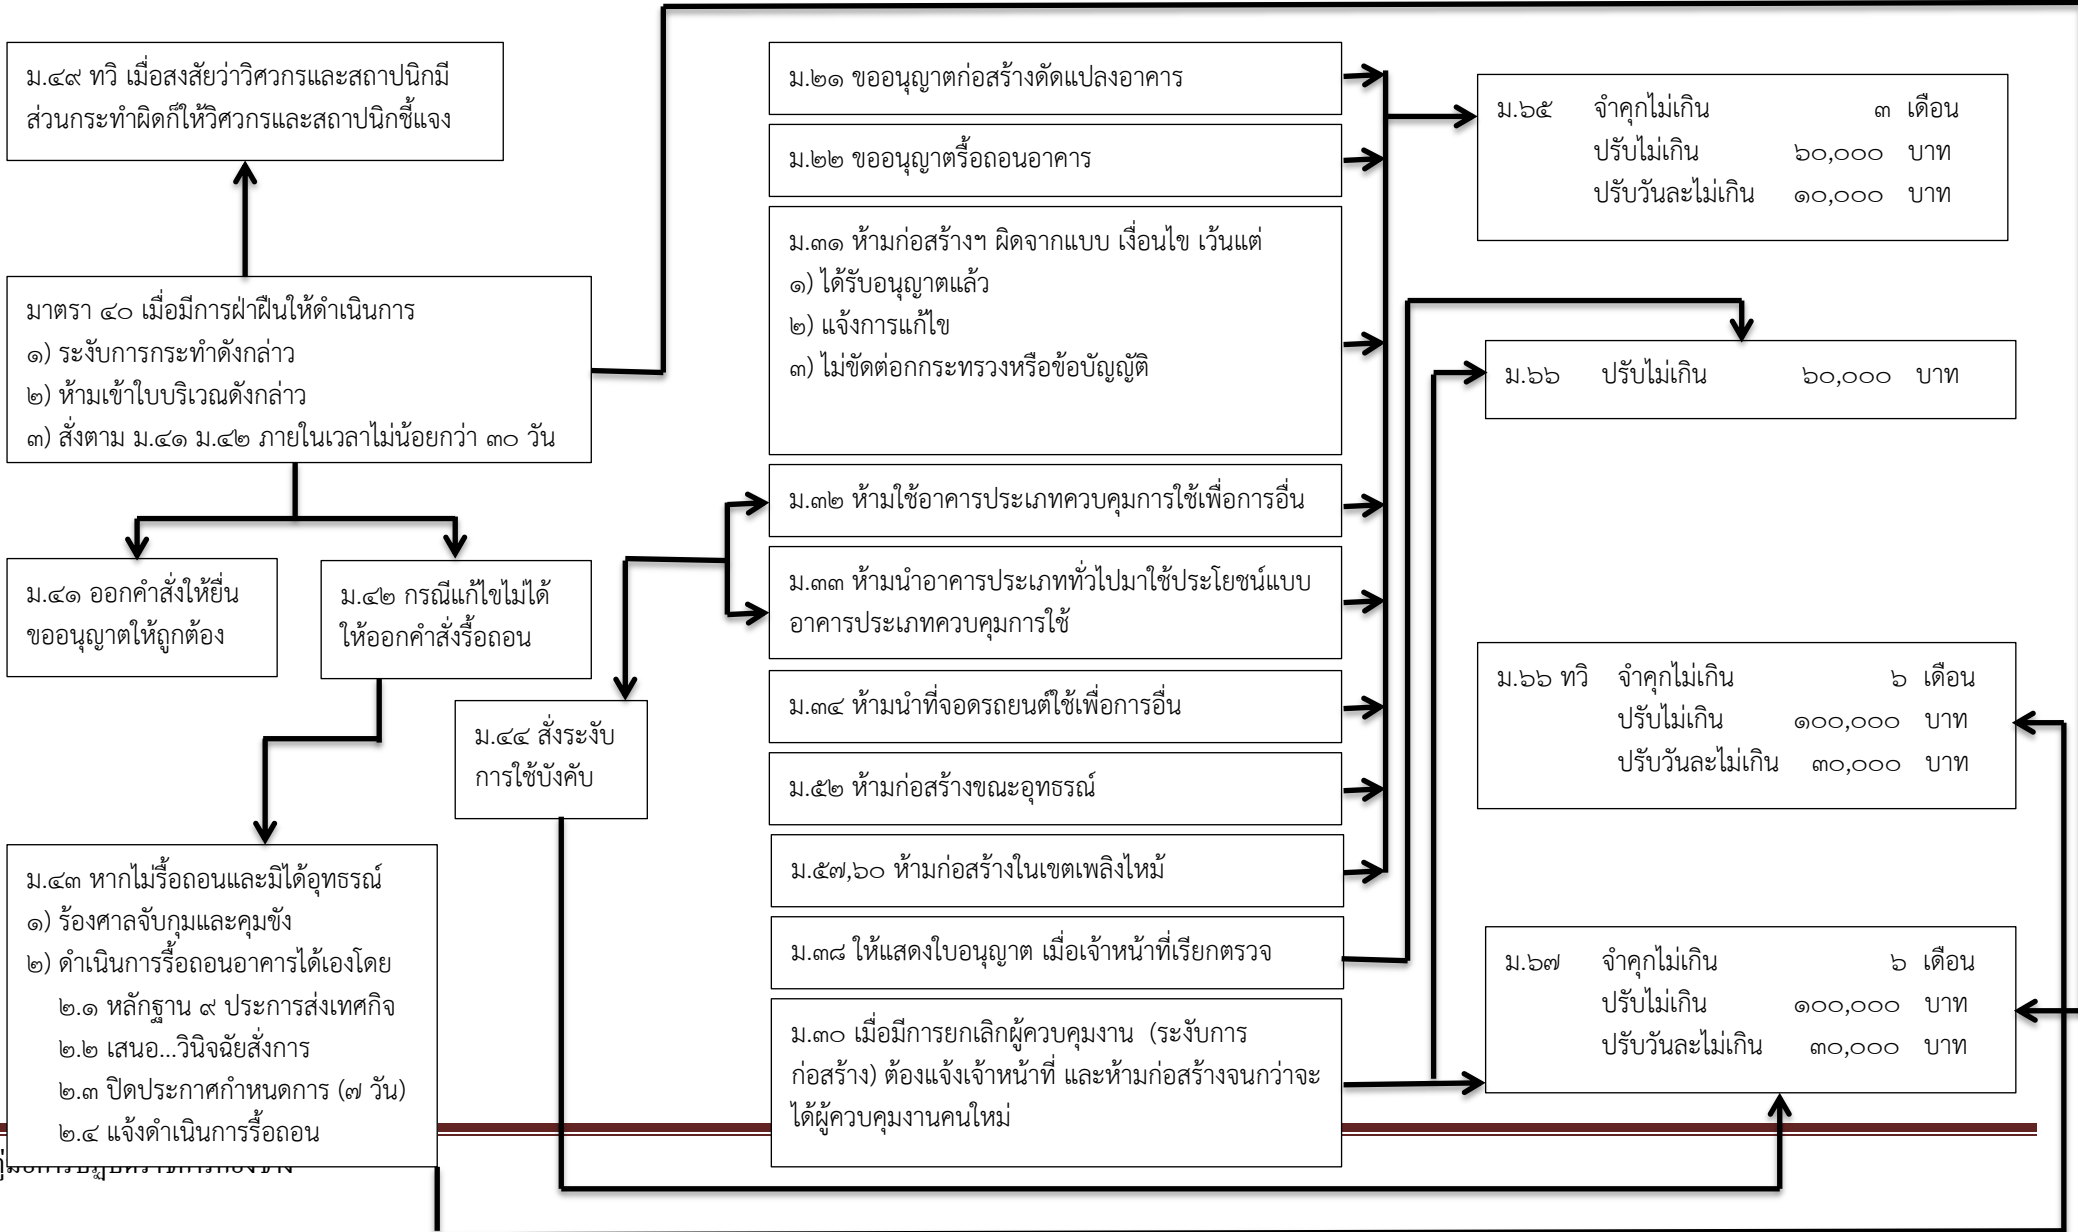 ม.๔๙ ทวิ เมื่อสงสัยว่าวิศวกรและสถาปนิกมี
ส่วนกระทำผิดก็ให้วิศวกรและสถาปนิกชี้แจง
มาตรา ๔๐ เมื่อมีการฝ่าฝืนให้ดำเนินการ
๑) ระงับการกระทำดังกล่าว
๒) ห้ามเข้าใบบริเวณดังกล่าว
๓) สั่งตาม ม.๔๑ ม.๔๒ ภายในเวลาไม่น้อยกว่า ๓๐ วัน
ม.๔๑ ออกคำสั่งให้ยื่น
ขออนุญาตให้ถูกต้อง
ม.๔๒ กรณีแก้ไขไม่ได้
ให้ออกคำสั่งรื้อถอน
ม.๔๔ สั่งระงับ
การใช้บังคับ
ม.๔๓ หากไม่รื้อถอนและมิได้อุทธรณ์
๑) ร้องศาลจับกุมและคุมขัง
๒) ดำเนินการรื้อถอนอาคารได้เองโดย
๒.๑ หลักฐาน ๙ ประการส่งเทศกิจ
๒.๒ เสนอ...วินิจฉัยสั่งการ
๒.๓ ปิดประกาศกำหนดการ (๗ วัน)
๒.๔ แจ้งดำเนินการรื้อถอน
ม.๒๑ ขออนุญาตก่อสร้างดัดแปลงอาคาร
ม.๒๒ ขออนุญาตรื้อถอนอาคาร
ม.๓๑ ห้ามก่อสร้างฯ ผิดจากแบบ เงื่อนไข เว้นแต่
๑) ได้รับอนุญาตแล้ว
๒) แจ้งการแก้ไข
๓) ไม่ขัดต่อกกระทรวงหรือข้อบัญญัติ
ม.๓๒ ห้ามใช้อาคารประเภทควบคุมการใช้เพื่อการอื่น
ม.๓๓ ห้ามนำอาคารประเภททั่วไปมาใช้ประโยชน์แบบ
อาคารประเภทควบคุมการใช้
ม.๓๔ ห้ามนำที่จอดรถยนต์ใช้เพื่อการอื่น
ม.๕๒ ห้ามก่อสร้างขณะอุทธรณ์
ม.๕๗,๖๐ ห้ามก่อสร้างในเขตเพลิงไหม้
ม.๓๘ ให้แสดงใบอนุญาต เมื่อเจ้าหน้าที่เรียกตรวจ
ม.๓๐ เมื่อมีการยกเลิกผู้ควบคุมงาน (ระงับการ
ก่อสร้าง) ต้องแจ้งเจ้าหน้าที่ และห้ามก่อสร้างจนกว่าจะ
ได้ผู้ควบคุมงานคนใหม่
ม.๖๕ จำคุกไม่เกิน ๓ เดือน
ปรับไม่เกิน ๖๐,๐๐๐ บาท
ปรับวันละไม่เกิน ๑๐,๐๐๐ บาท
ม.๖๖ ปรับไม่เกิน ๖๐,๐๐๐ บาท
ม.๖๖ ทวิ จำคุกไม่เกิน ๖ เดือน
ปรับไม่เกิน ๑๐๐,๐๐๐ บาท
ปรับวันละไม่เกิน ๓๐,๐๐๐ บาท
ม.๖๗ จำคุกไม่เกิน ๖ เดือน
ปรับไม่เกิน ๑๐๐,๐๐๐ บาท
ปรับวันละไม่เกิน ๓๐,๐๐๐ บาท